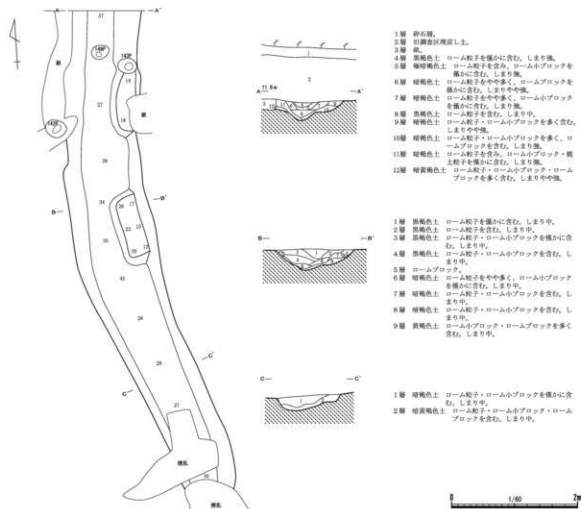 A A'
37
149P
142P
14
畝
27
18
畝
142P
28
34 26 17
B B'
23 15
35 30 12
42
28
C'
29
C
27
攪乱
30
攪乱
1
2
A 11.8m A'
B B'
C C'
1
1層 砕石層。
2層 旧調査区埋戻し土。
3層 畝。
4層 黒褐色土 ローム粒子を僅かに含む。しまり強。
5層 極暗褐色土 ローム粒子を含み、ローム小ブロックを
僅かに含む。しまり強。
6層 暗褐色土 ローム粒子をやや多く、ロームブロックを
僅かに含む。しまりやや強。
7層 暗褐色土 ローム粒子をやや多く、ローム小ブロック
を僅かに含む。しまり強。
8層 黒褐色土 ローム粒子を含む。しまり中。
9層 暗褐色土 ローム粒子・ローム小ブロックを多く含む。
しまりやや強。
10層 暗褐色土 ローム粒子・ローム小ブロックを多く、ロ
ームブロックを含む。しまり強。
11層 暗褐色土 ローム粒子を含み、ローム小ブロック・焼
土粒子を僅かに含む。しまり強。
12層 暗黄褐色土 ローム粒子・ローム小ブロック・ローム
ブロックを多く含む。しまりやや強。
1層 黒褐色土 ローム粒子を僅かに含む。しまり中。
2層 黒褐色土 ローム粒子を含む。しまり中。
3層 黒褐色土 ローム粒子・ローム小ブロックを僅かに含
む。しまり中。
4層 黒褐色土 ローム粒子・ローム小ブロックを含む。し
まり中。
5層 ロームブロック。
6層 暗褐色土 ローム粒子をやや多く、ローム小ブロック
を僅かに含む。しまり中。
7層 暗褐色土 ローム粒子・ローム小ブロックを含む。し
まり中。
8層 暗褐色土 ローム粒子・ローム小ブロックを含む。し
まり中。
9層 黄褐色土 ローム小ブロック・ロームブロックを多く
含む。しまり中。
1層 暗褐色土 ローム粒子・ローム小ブロックを僅かに含
む。しまり中。
2層 暗黄褐色土 ローム粒子・ローム小ブロック・ローム
ブロックを含む。しまり中。
0 1/60 2m